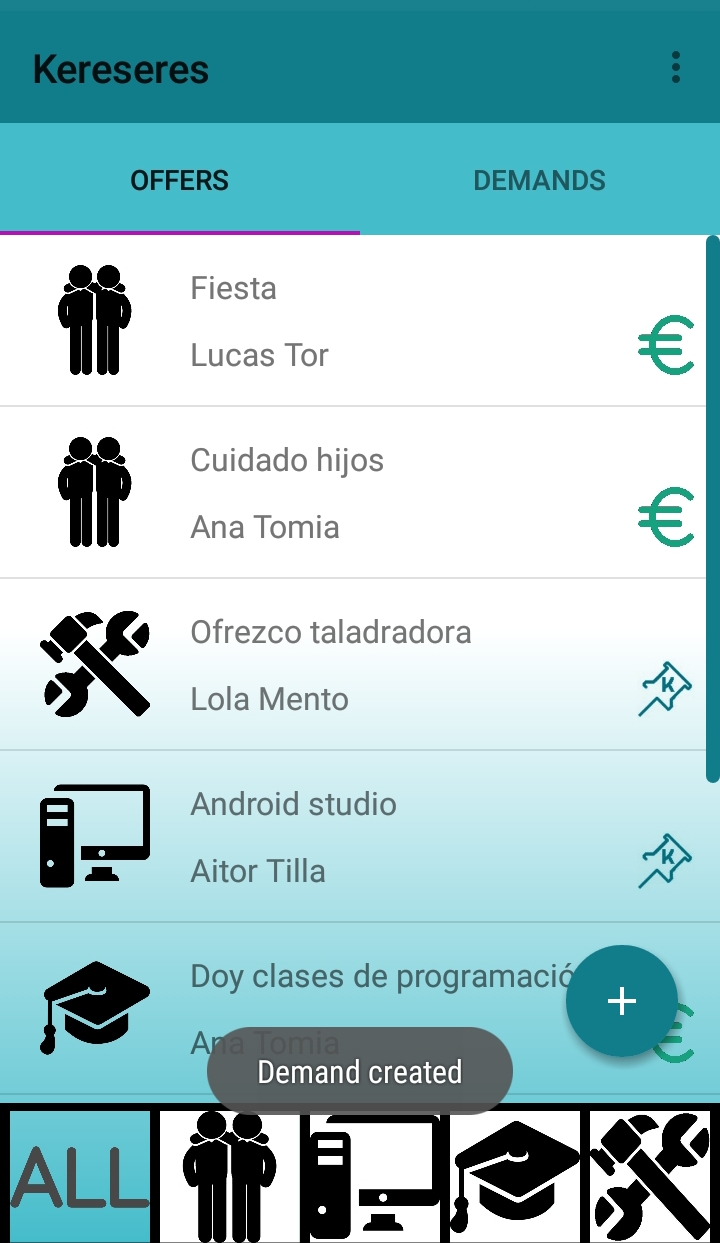 Kereseres
OFFERS
DEMANDS
Fiesta
Lucas Tor
€
Cuidado hijos
Ana Tomia
€
Ofrezco taladradora
Lola Mento
K
Android studio
Aitor Tilla
K
Doy clases de programació
+
Ana Tomia
€
Demand created
ALL